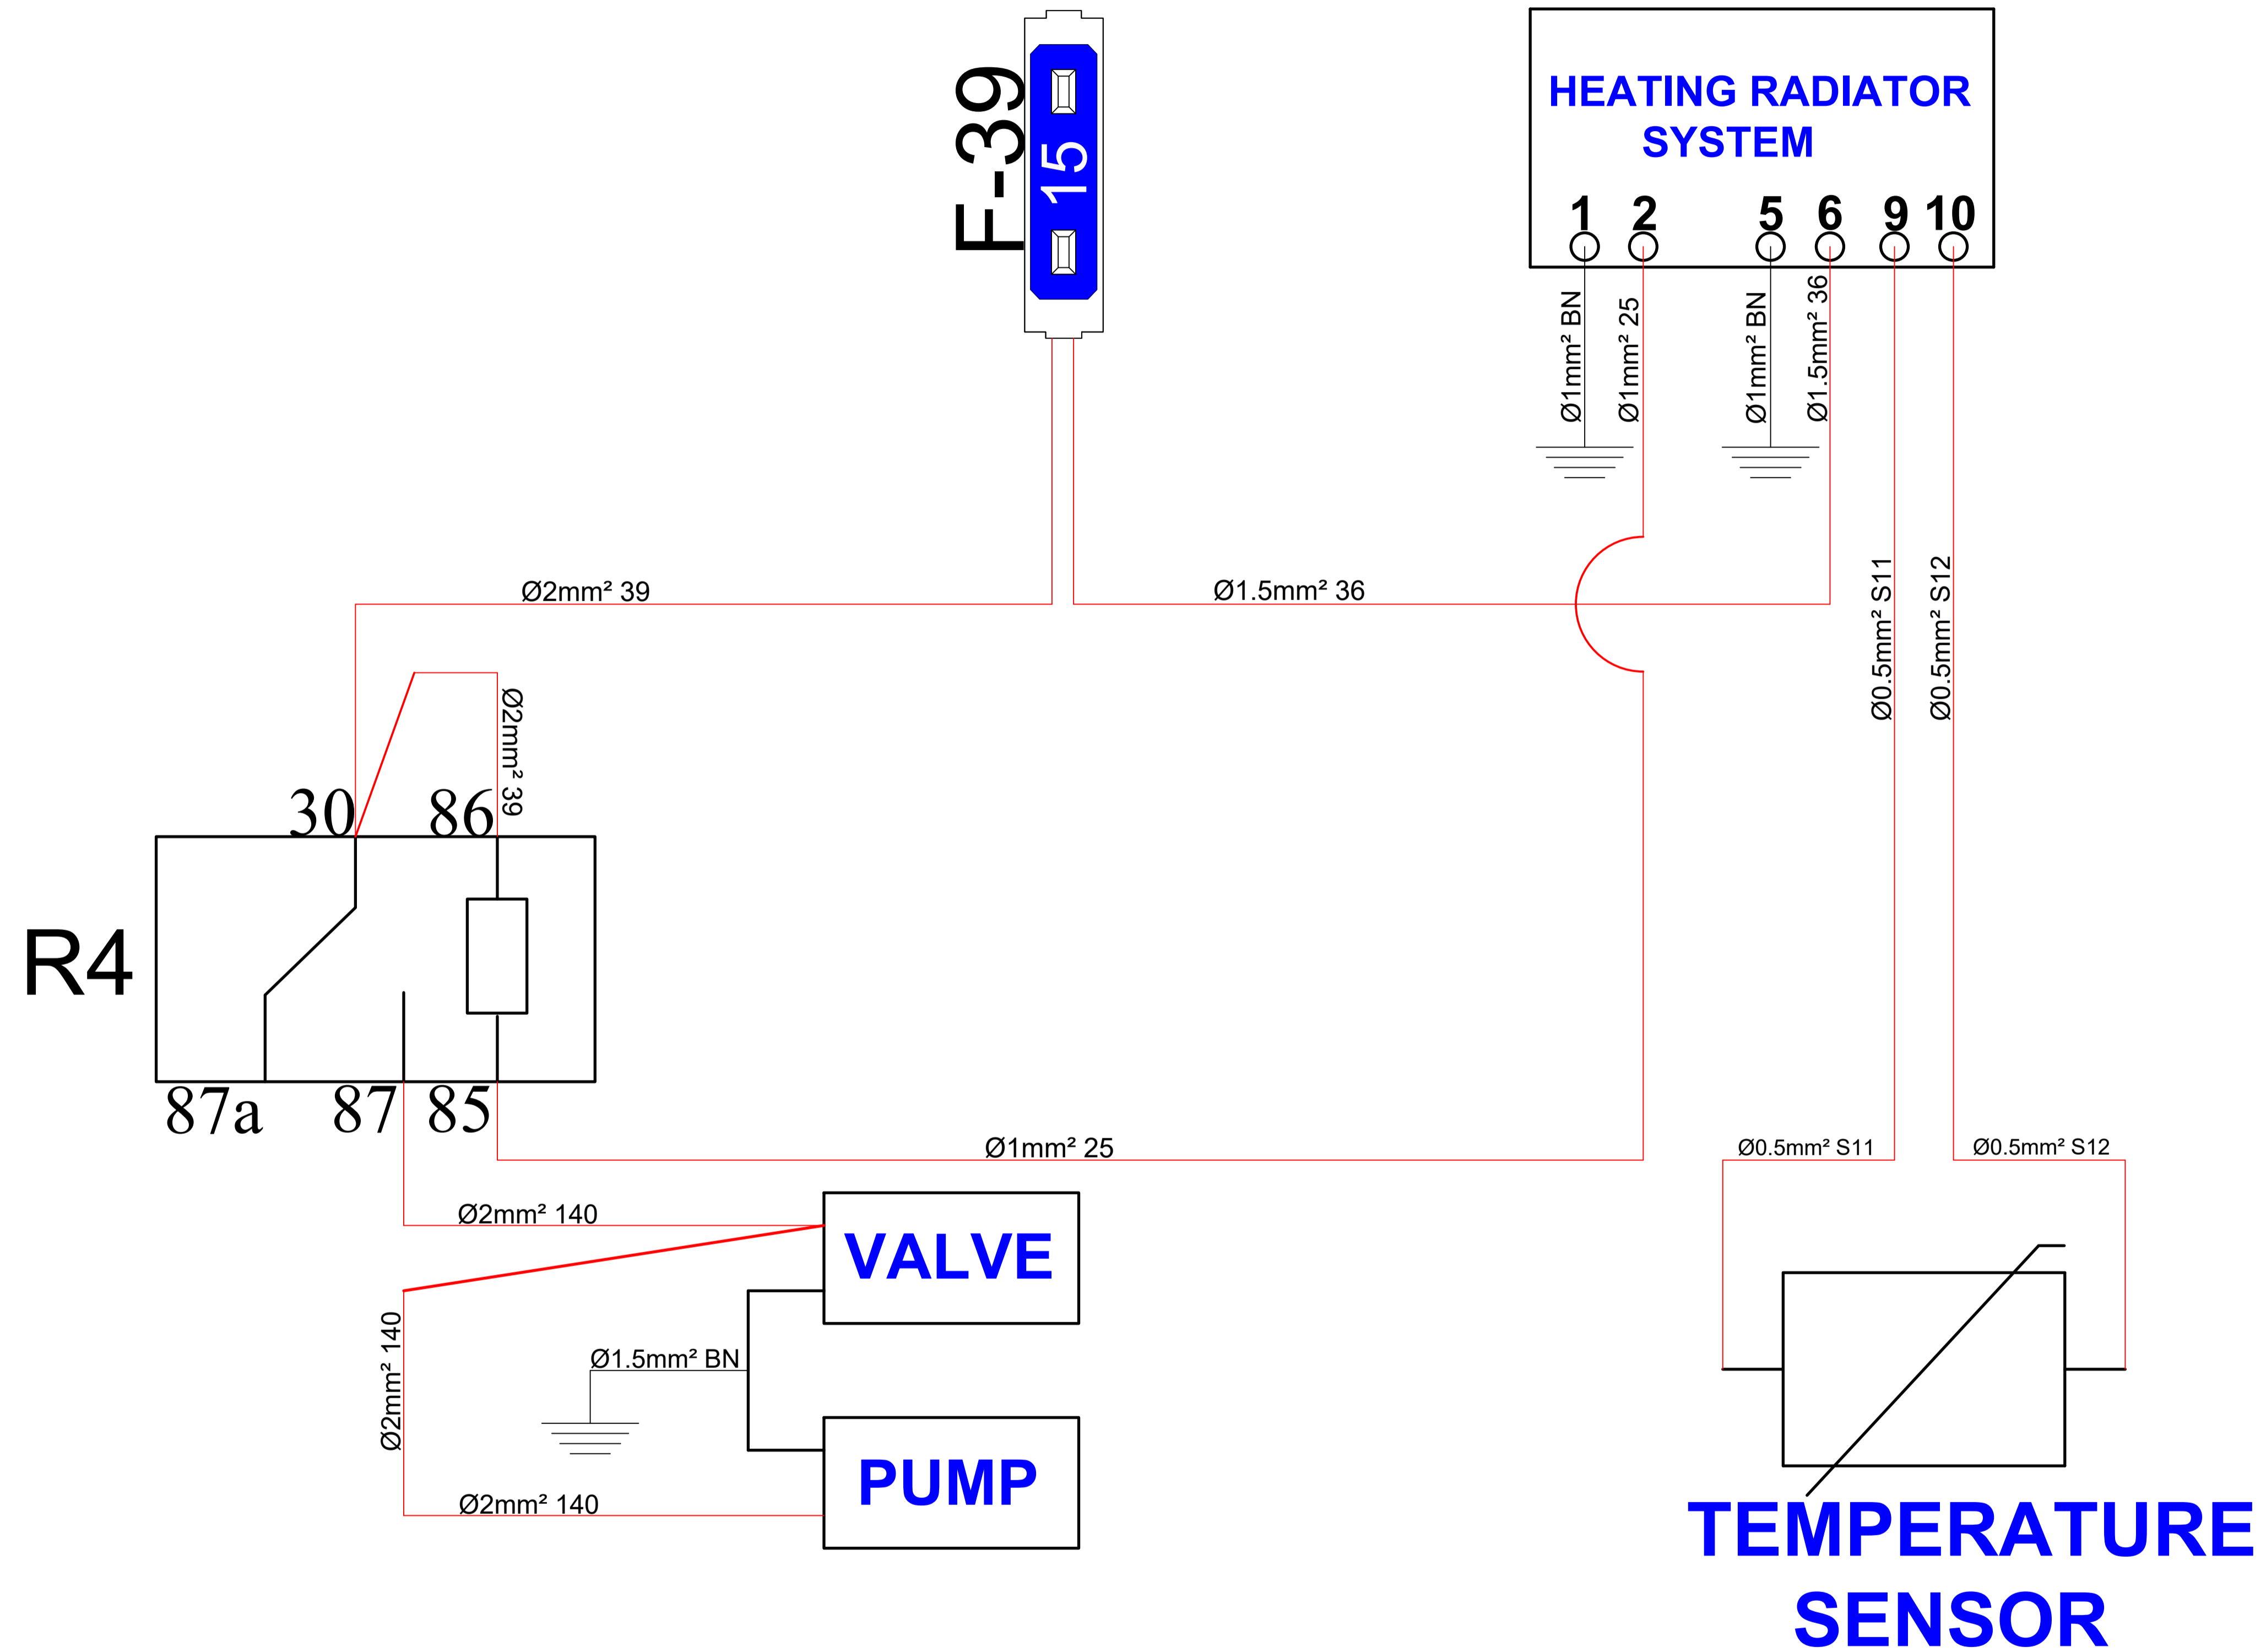 F-39
15
HEATING RADIATOR
SYSTEM
1 2 5 6 9 10
Ø1mm² BN
Ø1mm² 25
Ø1mm² BN
Ø1.5mm² 36
Ø2mm² 39
Ø1.5mm² 36
Ø0.5mm² S11
Ø0.5mm² S12
Ø2mm² 39
30 86
R4
87a 87 85
Ø1mm² 25
Ø0.5mm² S11
Ø0.5mm² S12
Ø2mm² 140
VALVE
Ø2mm² 140
Ø1.5mm² BN
PUMP
Ø2mm² 140
TEMPERATURE
SENSOR